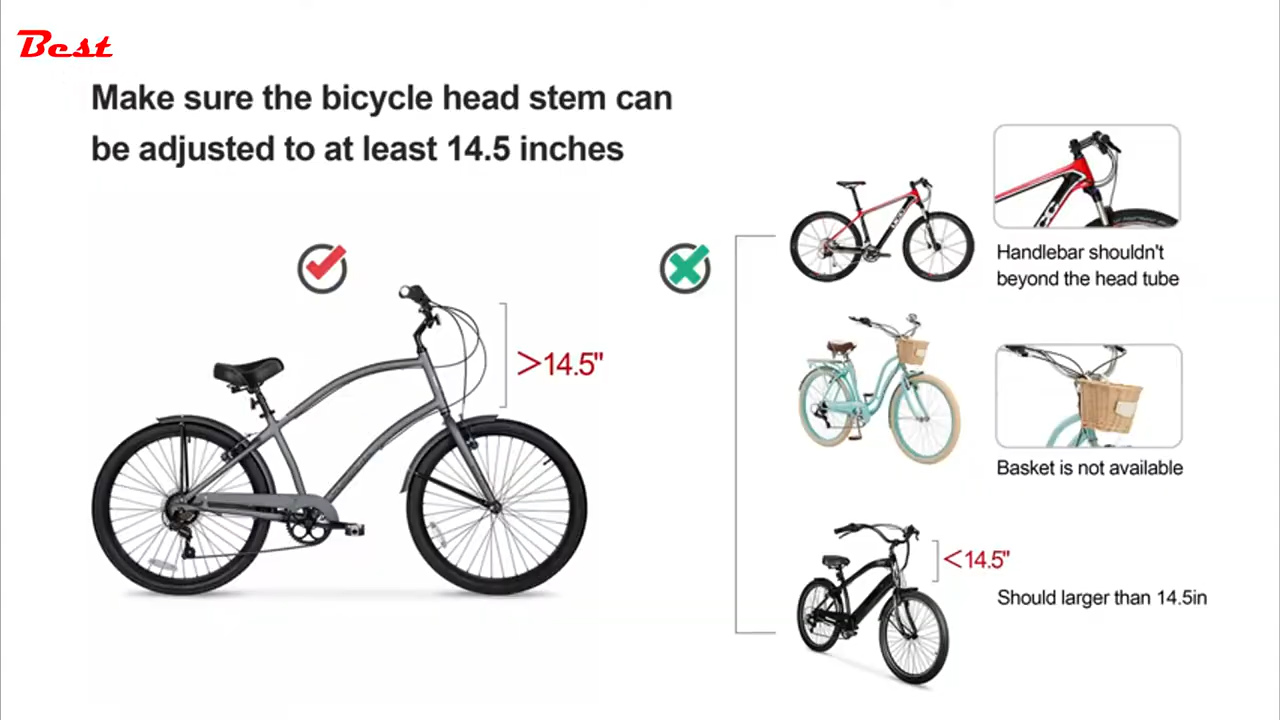 Best
Make sure the bicycle head stem can
be adjusted to at least 14.5 inches
>14.5"
Handlebar shouldn't
beyond the head tube
Basket is not available
<14.5"
Should larger than 14.5in